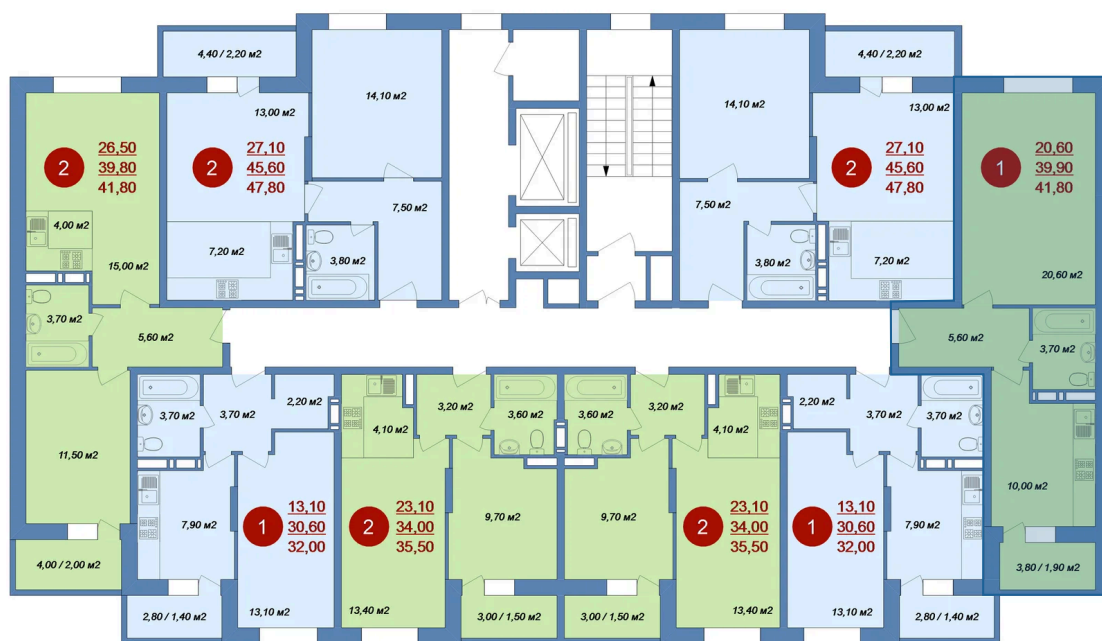 4,40 / 2,20 м2
14,10 м2
14,10 м2
4,40 / 2,20 м2
2
26,50
39,80
41,80
4,00 м2
15,00 м2
13,00 м2
2
27,10
45,60
47,80
7,20 м2
7,50 м2
3,80 м2
7,50 м2
3,80 м2
13,00 м2
2
27,10
45,60
47,80
7,20 м2
1
20,60
39,90
41,80
20,60 м2
3,70 м2
5,60 м2
5,60 м2
3,70 м2
11,50 м2
4,00 / 2,00 м2
3,70 м2
3,70 м2
2,20 м2
7,90 м2
1
13,10
30,60
32,00
13,10 м2
2,80 / 1,40 м2
4,10 м2
3,20 м2
3,60 м2
2
23,10
34,00
35,50
9,70 м2
13,40 м2
3,00 / 1,50 м2
3,60 м2
3,20 м2
4,10 м2
9,70 м2
2
23,10
34,00
35,50
13,40 м2
3,00 / 1,50 м2
2,20 м2
3,70 м2
3,70 м2
1
13,10
30,60
32,00
7,90 м2
13,10 м2
2,80 / 1,40 м2
10,00 м2
3,80 / 1,90 м2